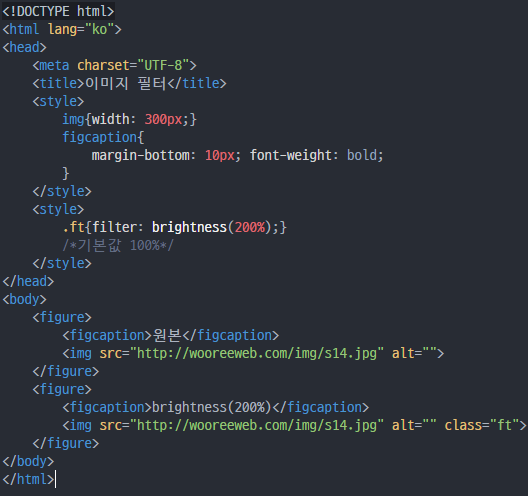 <!DOCTYPE html>
<html lang="ko">
<head>
    <meta charset="UTF-8">
    <title>이미지 필터</title>
    <style>
        img{width: 300px;}
        figcaption{
            margin-bottom: 10px; font-weight: bold;
        }
    </style>
    <style>
        .ft{filter: brightness(200%);}
        /*기본값 100%*/
    </style>
</head>
<body>
    <figure>
        <figcaption>원본</figcaption>
        <img src="http://wooreeweb.com/img/s14.jpg" alt="">
    </figure>
    <figure>
        <figcaption>brightness(200%)</figcaption>
        <img src="http://wooreeweb.com/img/s14.jpg" alt="" class="ft">
    </figure>
</body>
</html>